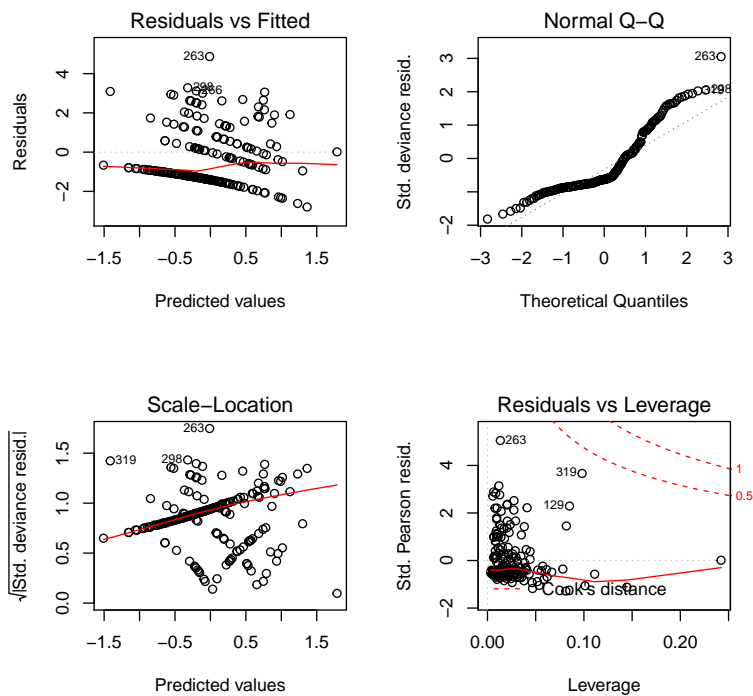 Residuals vs Fitted
Residuals
−1.5 −0.5 0.5 1.5
−2 0 2 4
Predicted values
263
298
266
Normal Q−Q
Std. deviance resid.
−3 −2 −1 0 1 2 3
−2 −1 0 1 2 3
Theoretical Quantiles
263
298
Scale−Location
√|Std. deviance resid.|
−1.5 −0.5 0.5 1.5
0.0 0.5 1.0 1.5
Predicted values
263
319
298
Residuals vs Leverage
Std. Pearson resid.
0.00 0.10 0.20
−2 0 2 4
Leverage
263
319
129
1
0.5
Cook's distance